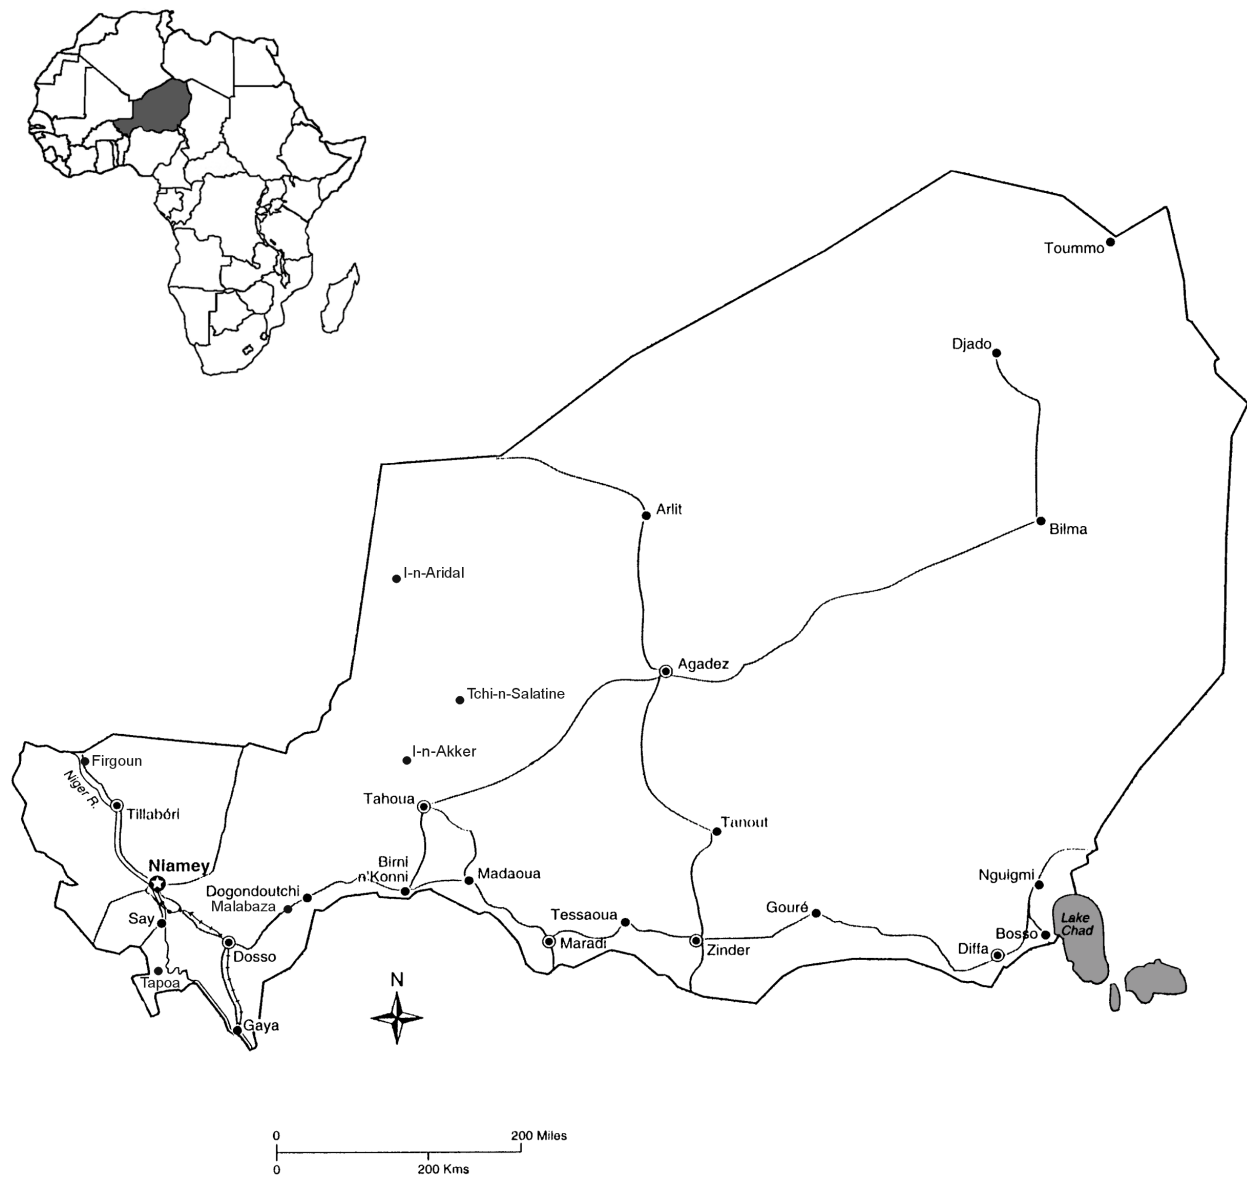 Toummo
Djado
Arlit
Bilma
I-n-Aridal
Agadez
Tchi-n-Salatine
I-n-Akker
Firgoun
Niger R.
Tahoua
Tillabéri
Tanout
Niamey
Birni
n'Konni
Madaoua
Nguigmi
Dogondoutchi
Malabaza
Gouré
Say
Tessaoua
Lake
Chad
Bosso
Maradi
Zinder
Diffa
Dosso
Tapoa
N
Gaya
0
200 Miles
0
200 Kms